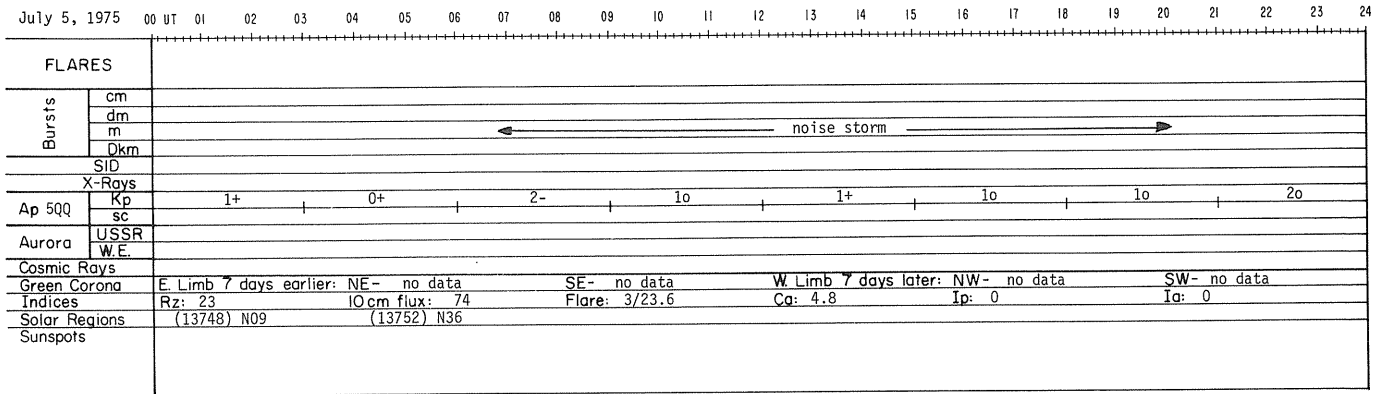 July 5, 1975 00 UT 01 02 03 04 05 06 07 08 09 10 11 12 13 14 15 16 17 18 19 20 21 22 23 24
FLARES
Bursts
cm
dm
m noise storm
Dkm
SID
X-Rays
Ap 5QQ Kp 1+ 0+ 2- 1o 1+ 1o 1o 2o
sc
Aurora USSR
W.E.
Cosmic Rays
Green Corona E. Limb 7 days earlier: NE- no data SE- no data W. Limb 7 days later: NW- no data SW- no data
Indices Rz: 23 10cm flux: 74 Flare: 3/23.6 Ca: 4.8 Ip: 0 Ia: 0
Solar Regions (13748) N09 (13752) N36
Sunspots